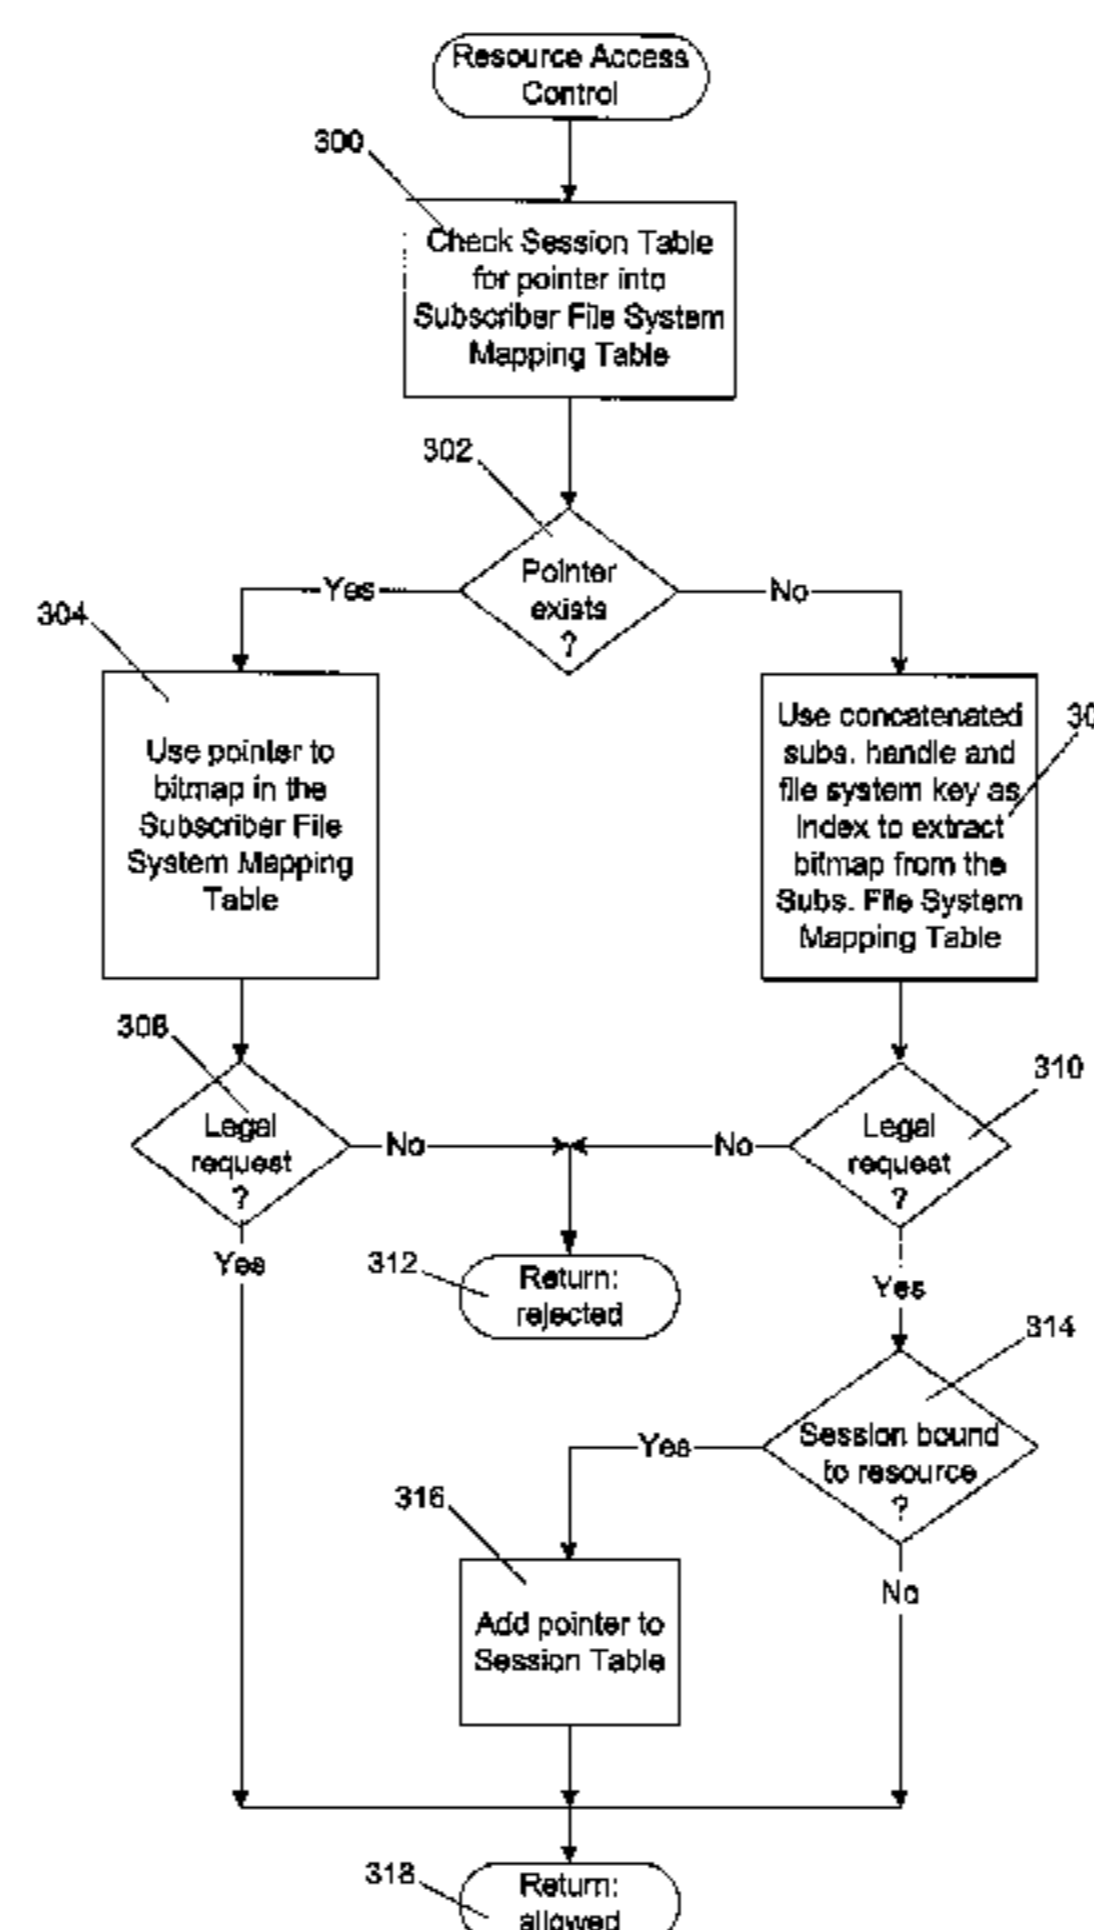 Resource Access
Control
300
Check Session Table
for pointer into
Subscriber File System
Mapping Table
302
Pointer
exists
?
Yes
No
304
Use pointer to
bitmap in the
Subscriber File
System Mapping
Table
Use concatenated
subs. handle and
file system key as
Index to extract
bitmap from the
Subs. File System
Mapping Table
30
308
Legal
request
?
No
No
Legal
request
?
310
Yes
312
Return:
rejected
Yes
314
Session bound
to resource
?
Yes
316
Add pointer to
Session Table
No
318
Return:
allowed